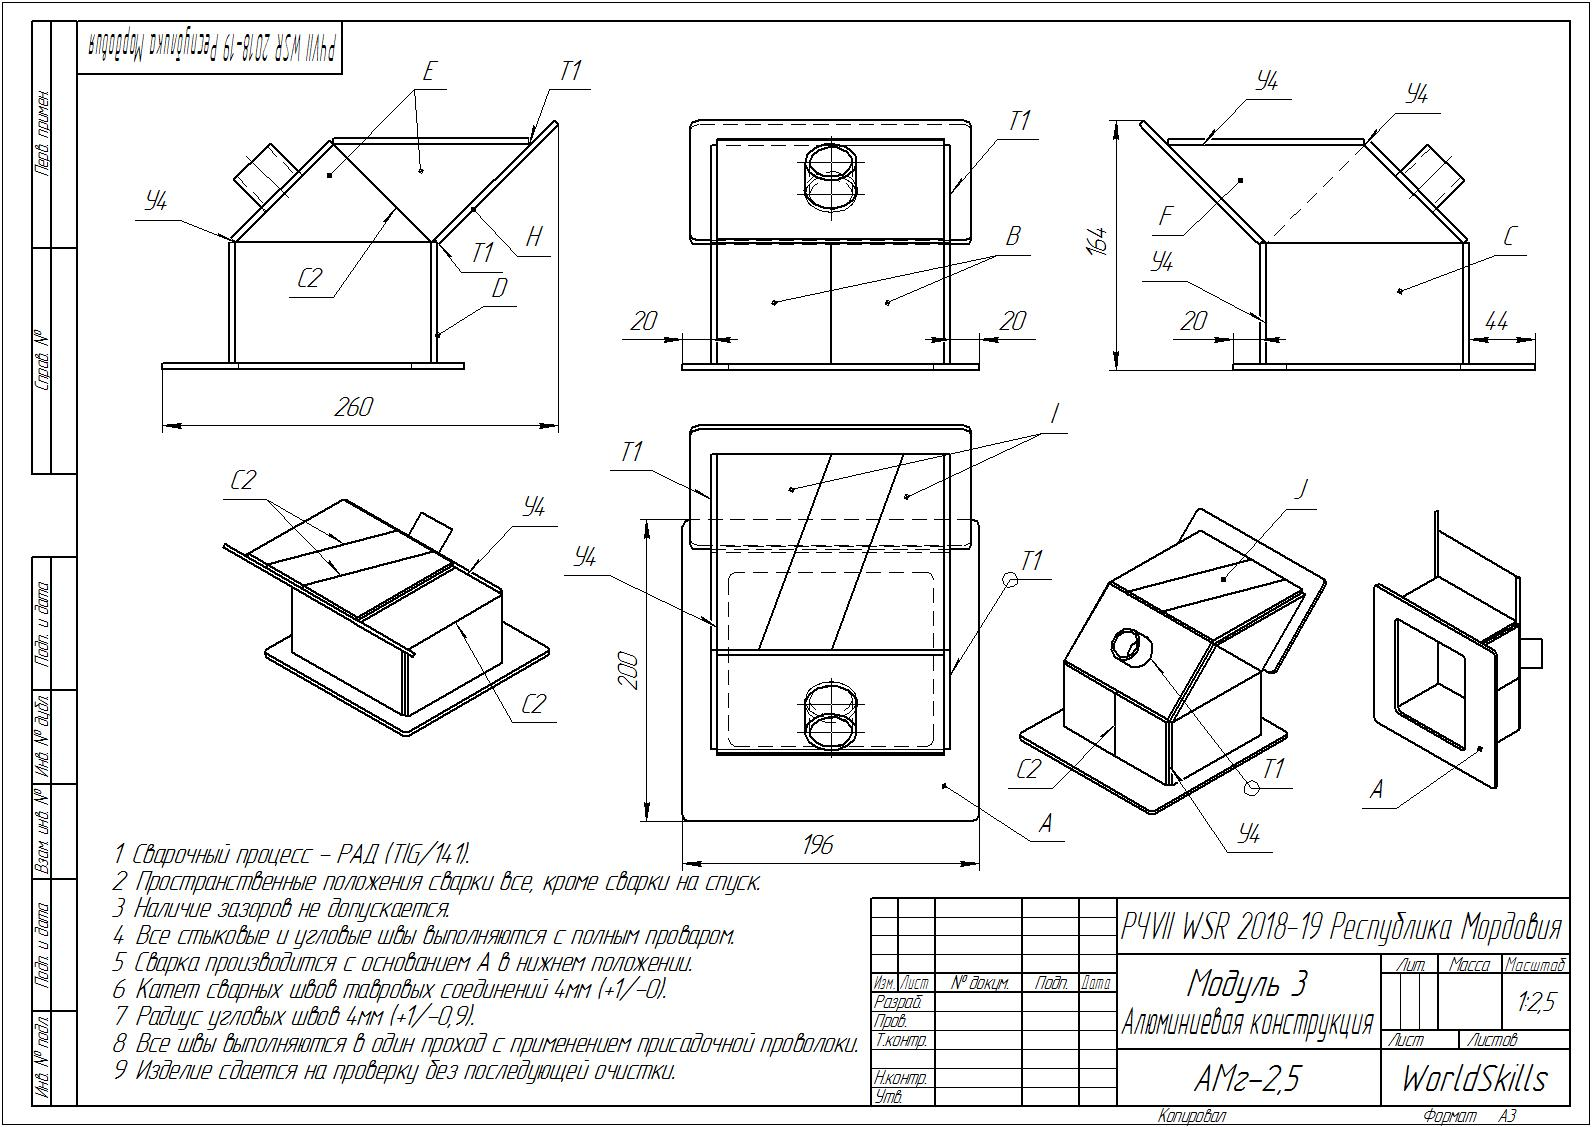 РЧVII WSR 2018-19 Республика Мордовия
Перв. примен.
Справ. №
Подп. и дата
Инв. № дубл.
Взам. инв. №
Подп. и дата
Инв. № подл.
E
T1
У4
H
T1
C2
D
260
T1
B
20
20
У4
У4
F
C
У4
164
20
44
C2
У4
C2
I
T1
У4
T1
200
A
196
J
C2
T1
У4
A
1 Сварочный процесс - РАД (TIG/141).
2 Пространственные положения сварки все, кроме сварки на спуск.
3 Наличие зазоров не допускается.
4 Все стыковые и угловые швы выполняются с полным проваром.
5 Сварка производится с основанием А в нижнем положении.
6 Катет сварных швов тавровых соединений 4мм (+1/-0).
7 Радиус угловых швов 4мм (+1/-0,9).
8 Все швы выполняются в один проход с применением присадочной проволоки.
9 Изделие сдается на проверку без последующей очистки.
РЧVII WSR 2018-19 Республика Мордовия
Изм. Лист № докум. Подп. Дата
Разраб.
Пров.
Т.контр.
Н.контр.
Утв.
Модуль 3
Алюминиевая конструкция
Лит. Масса Масштаб
1:2,5
Лист Листов
АМг-2,5
WorldSkills
Копировал Формат А3